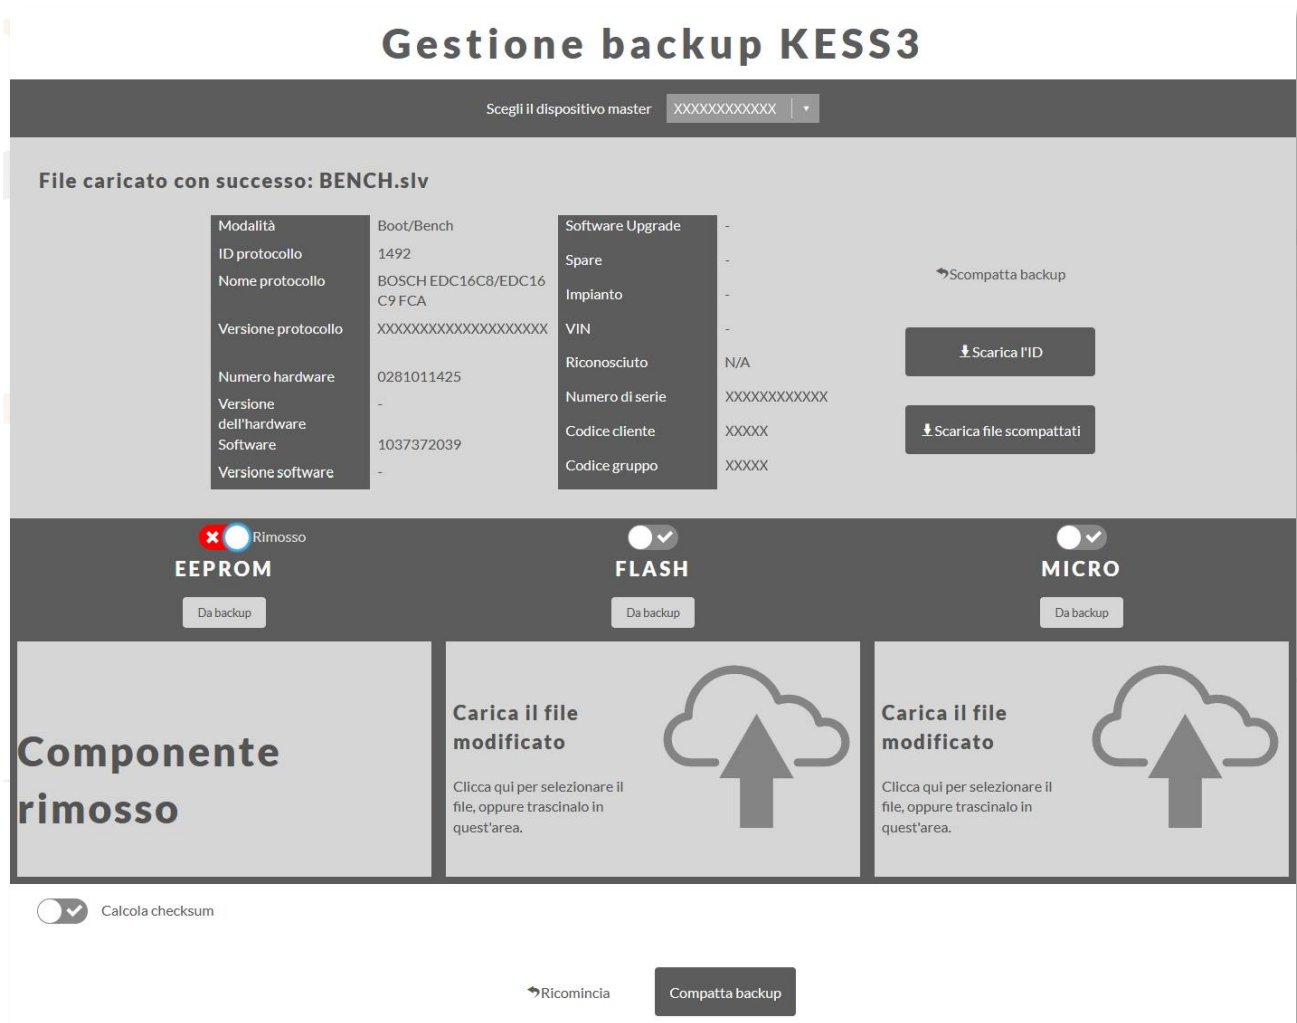 Gestione backup KESS3
Scegli il dispositivo master XXXXXXXXXXXX
File caricato con successo: BENCH.slv
Modalità Boot/Bench
ID protocollo 1492
Nome protocollo BOSCH EDC16C8/EDC16
C9 FCA
Versione protocollo XXXXXXXXXXXXXXXXXXXX
Numero hardware 0281011425
Versione -
dell'hardware
Software 1037372039
Versione software -
Software Upgrade -
Spare -
Impianto -
VIN -
Riconosciuto N/A
Numero di serie XXXXXXXXXXXX
Codice cliente XXXXX
Codice gruppo XXXXX
Scompatta backup
Scarica l'ID
Scarica file scompattati
Rimosso
EEPROM
Da backup
Componente
rimosso
FLASH
Da backup
Carica il file
modificato
Clicca qui per selezionare il
file, oppure trascinalo in
quest'area.
MICRO
Da backup
Carica il file
modificato
Clicca qui per selezionare il
file, oppure trascinalo in
quest'area.
Calcola checksum
Ricomincia
Compatta backup